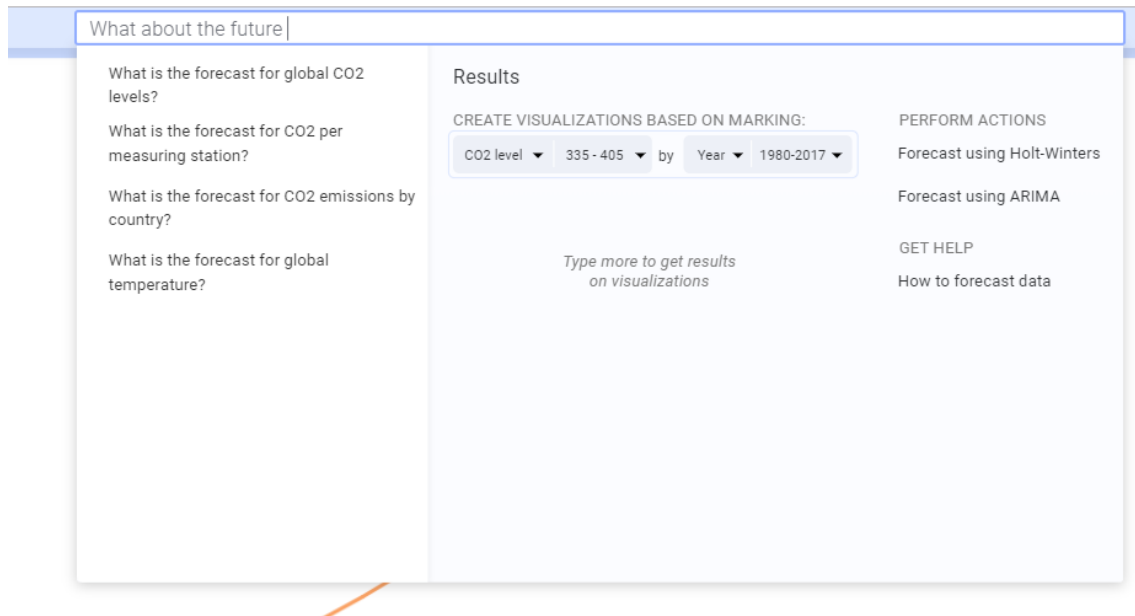 What about the future
What is the forecast for global CO2
levels?
What is the forecast for CO2 per
measuring station?
What is the forecast for CO2 emissions by
country?
What is the forecast for global
temperature?
Results
CREATE VISUALIZATIONS BASED ON MARKING:
CO2 level 335 - 405 by Year 1980-2017
Type more to get results
on visualizations
PERFORM ACTIONS
Forecast using Holt-Winters
Forecast using ARIMA
GET HELP
How to forecast data